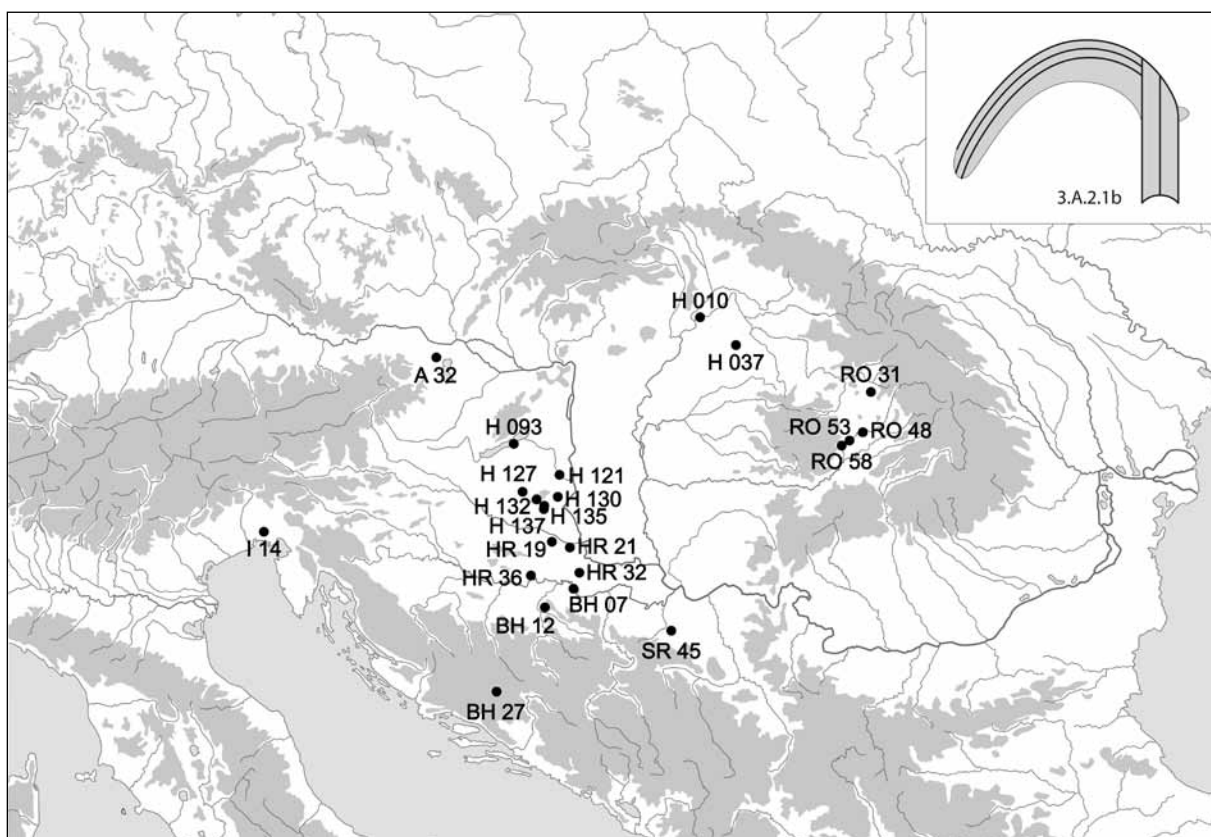 3.A.2.1b
H 010
H 037
A 32
RO 31
H 093
RO 53
RO 48
RO 58
H 127
H 121
H 132
H 130
H 135
H 137
I 14
HR 19
HR 21
HR 36
HR 32
BH 07
BH 12
SR 45
BH 27